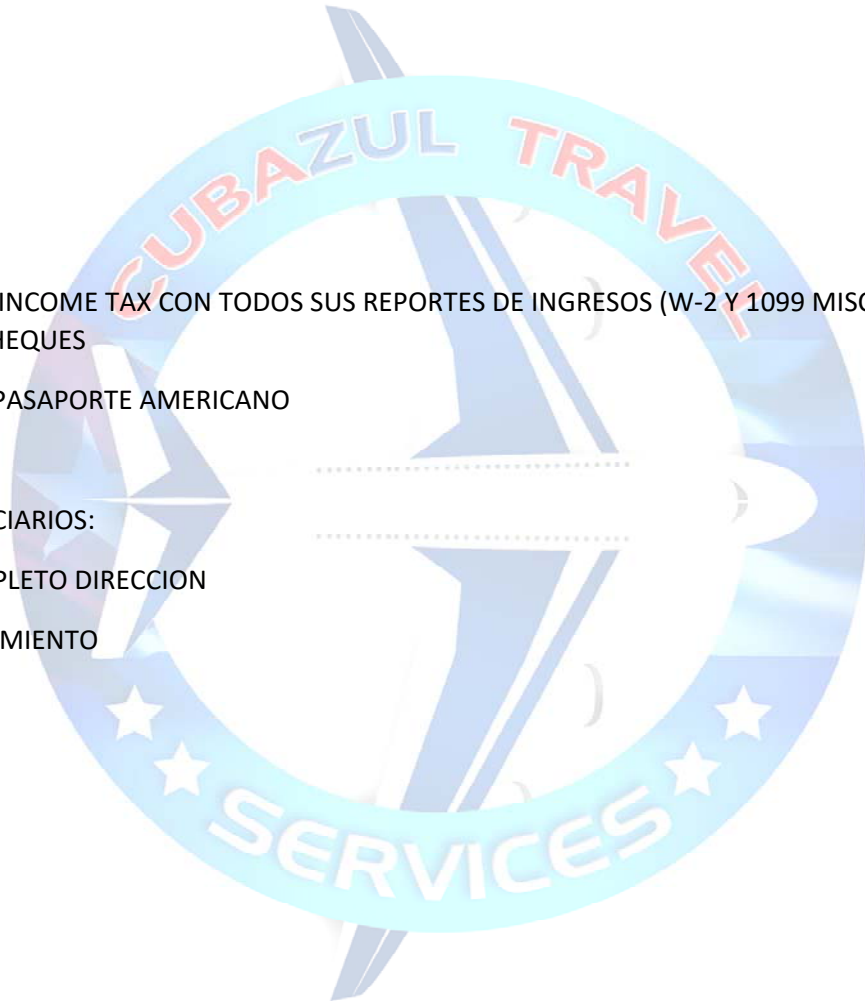 CUBAZUL TRAVEL
INCOME TAX CON TODOS SUS REPORTES DE INGRESOS (W-2 Y 1099 MISC
HEQUES
PASAPORTE AMERICANO
CIARIOS:
PLETO DIRECCION
MIENTO
SERVICES